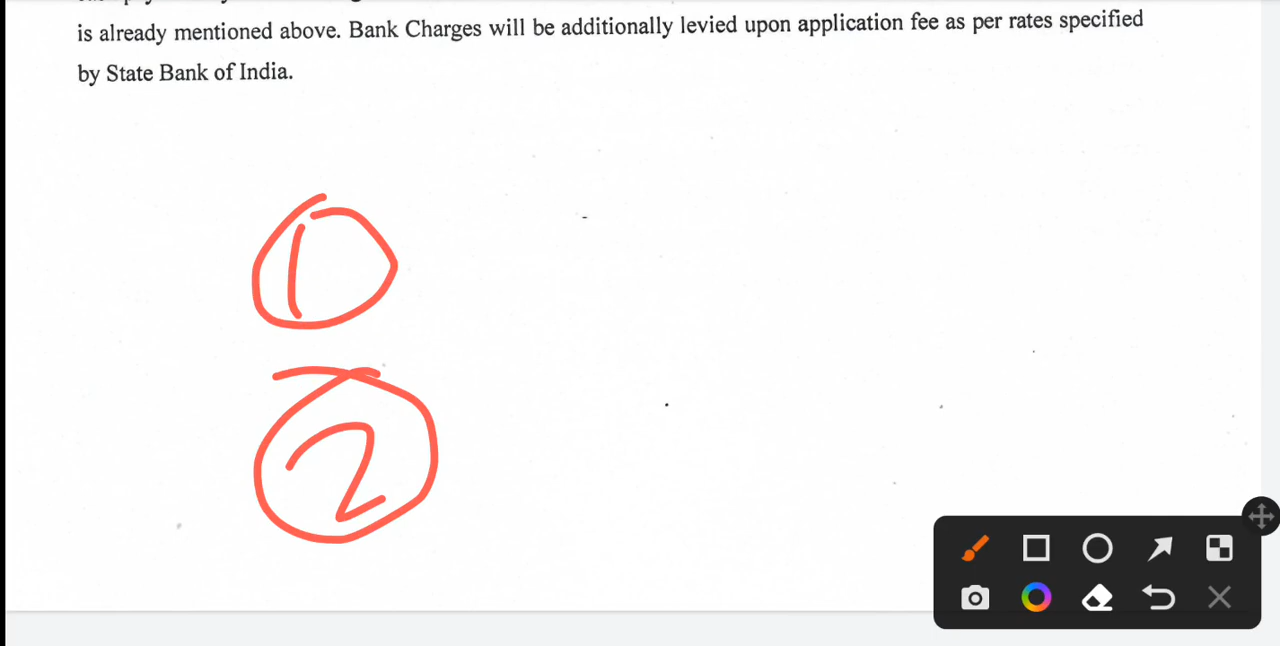 is already mentioned above. Bank Charges will be additionally levied upon application fee as per rates specified
by State Bank of India.
1
2